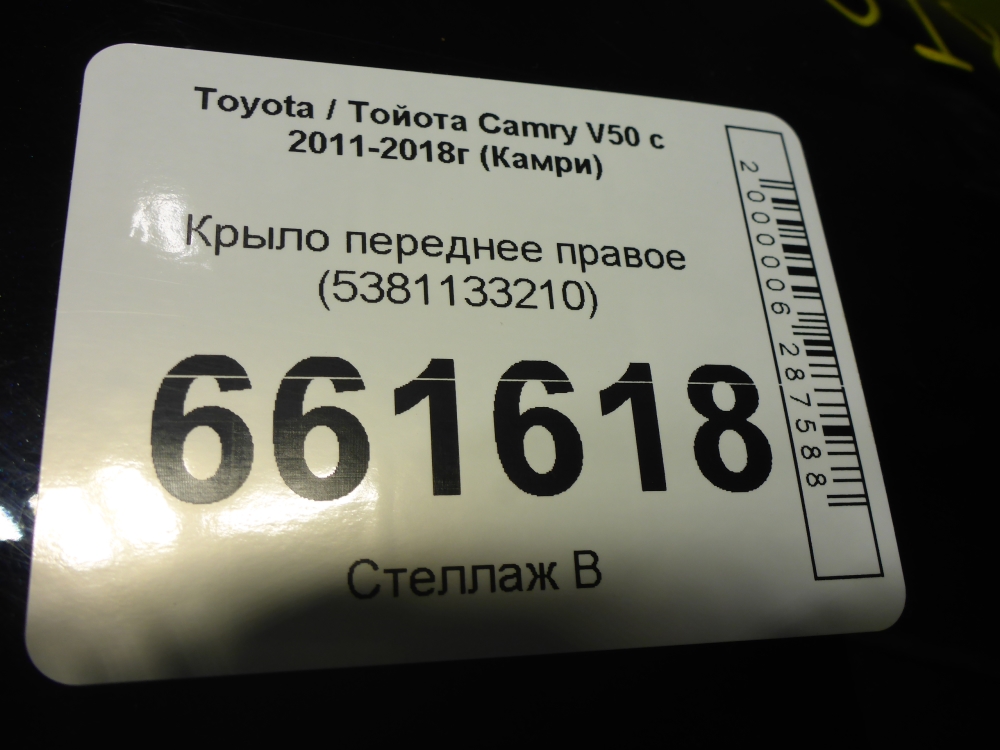 Toyota / Тойота Camry V50 с
2011-2018г (Камри)
Крыло переднее правое
(5381133210)
661618
Стеллаж В
2000006287588